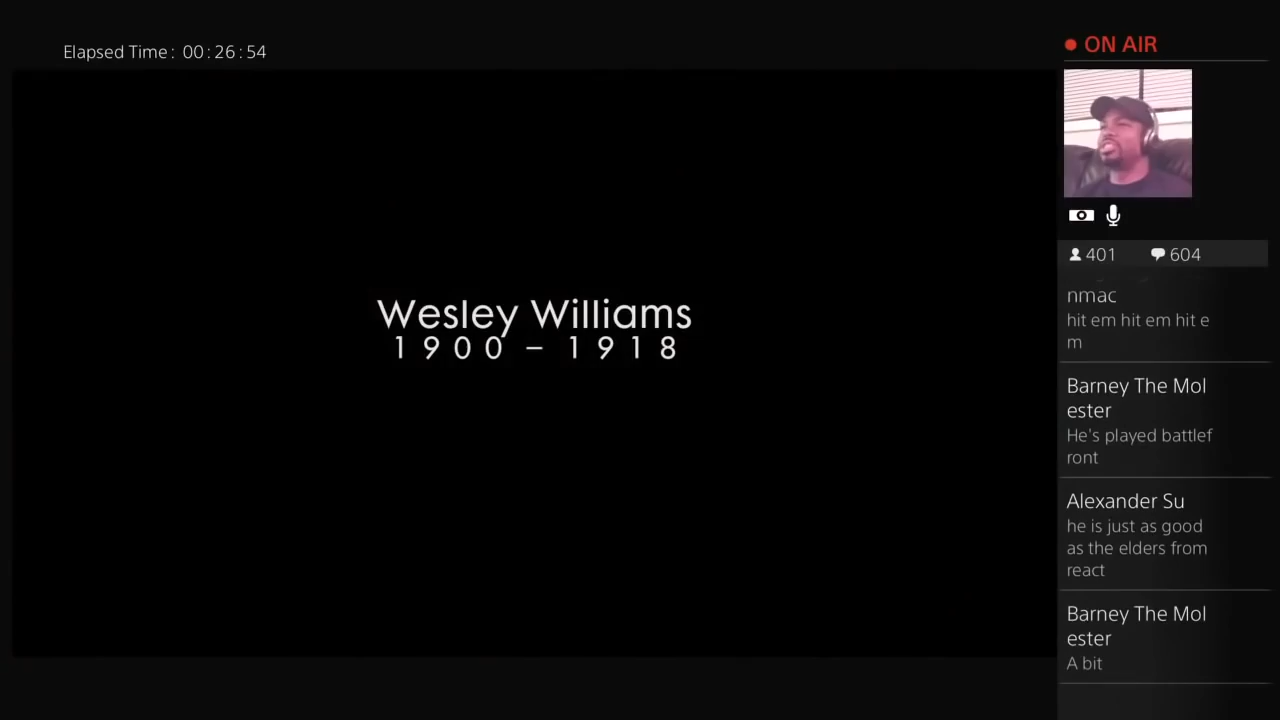 Elapsed Time: 00:26:54
ON AIR
Wesley Williams
1900 – 1918
401 604
nmac
hit em hit em hit e
m
Barney The Mol
ester
He's played battlef
ront
Alexander Su
he is just as good
as the elders from
react
Barney The Mol
ester
A bit